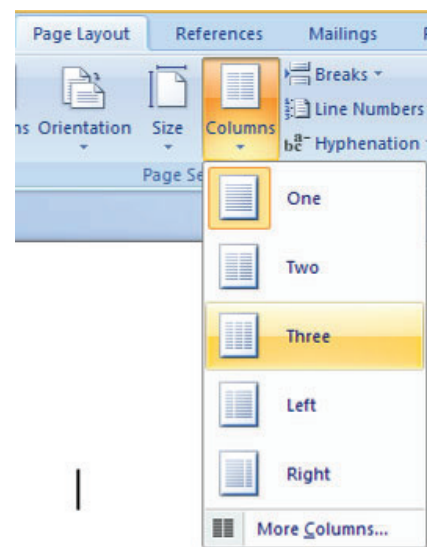 Page Layout References Mailings
Breaks
Line Numbers
Orientation Size Columns
Hyphenation
Page Se
One
Two
Three
Left
Right
More Columns...